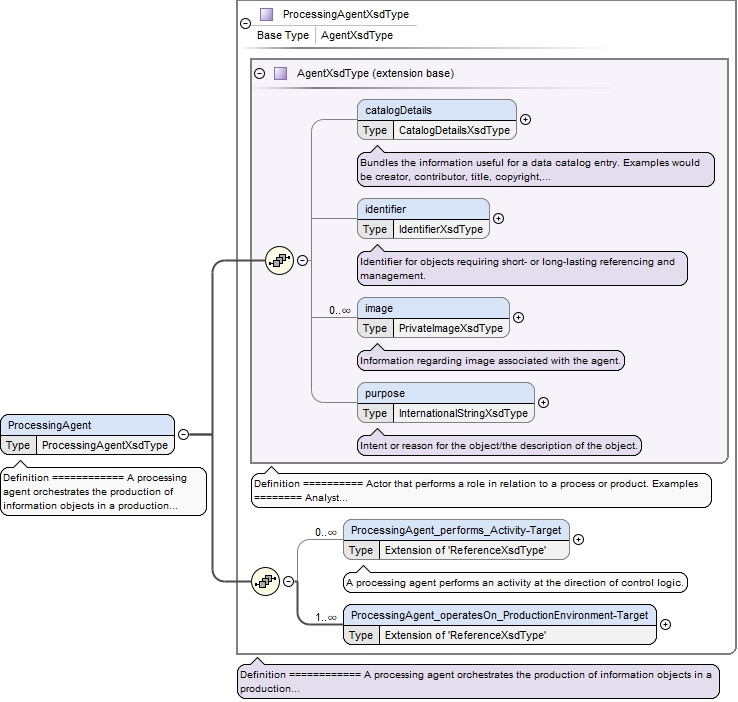 ProcessingAgentXsdType
Base Type AgentXsdType
AgentXsdType (extension base)
catalogDetails
Type CatalogDetailsXsdType
Bundles the information useful for a data catalog entry. Examples would
be creator, contributor, title, copyright,...
identifier
Type IdentifierXsdType
Identifier for objects requiring short- or long-lasting referencing and
management.
0..∞
image
Type PrivateImageXsdType
Information regarding image associated with the agent.
purpose
Type InternationalStringXsdType
Intent or reason for the object/the description of the object.
ProcessingAgent
Type ProcessingAgentXsdType
Definition ============ A processing
agent orchestrates the production of
information objects in a production...
Definition ========== Actor that performs a role in relation to a process or product. Examples
======== Analyst...
0..∞
ProcessingAgent_performs_Activity-Target
Type Extension of 'ReferenceXsdType'
A processing agent performs an activity at the direction of control logic.
1..∞
ProcessingAgent_operatesOn_ProductionEnvironment-Target
Type Extension of 'ReferenceXsdType'
Definition ============ A processing agent orchestrates the production of information objects in a
production...